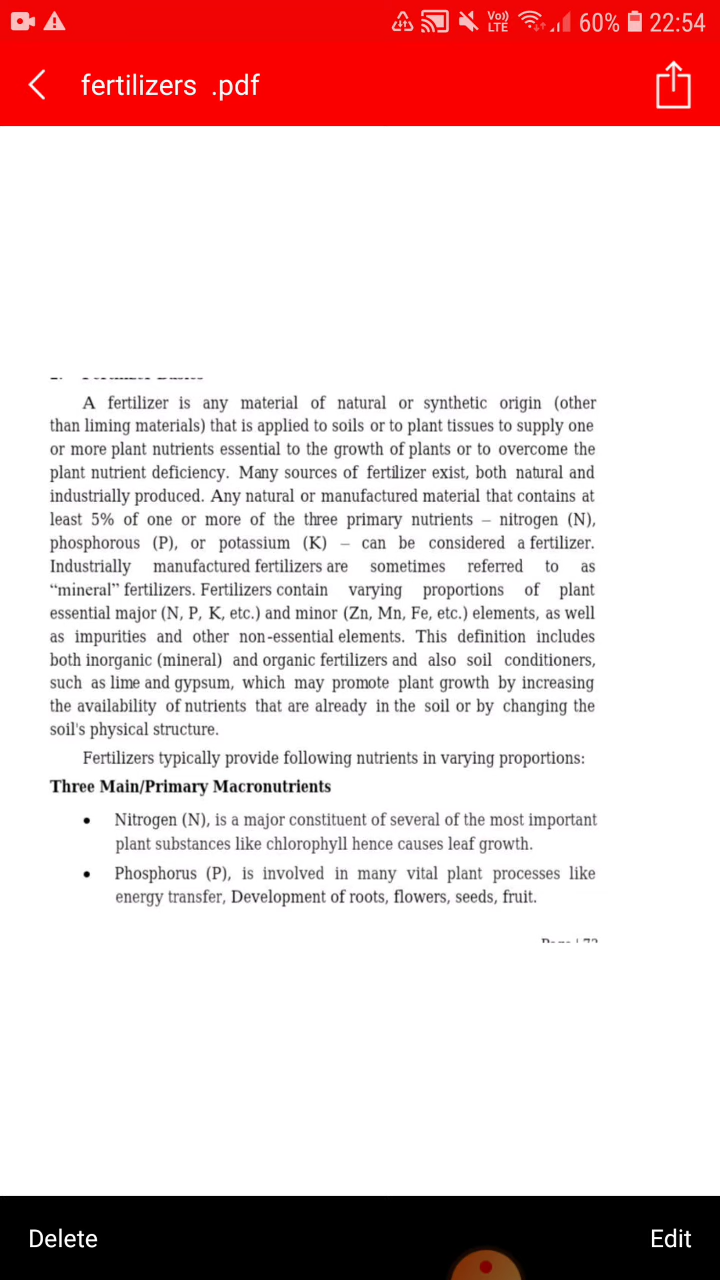 Vo))
LTE
60%
22:54
fertilizers .pdf
A fertilizer is any material of natural or synthetic origin (other
than liming materials) that is applied to soils or to plant tissues to supply one
or more plant nutrients essential to the growth of plants or to overcome the
plant nutrient deficiency. Many sources of fertilizer exist, both natural and
industrially produced. Any natural or manufactured material that contains at
least 5% of one or more of the three primary nutrients – nitrogen (N),
phosphorous (P), or potassium (K) – can be considered a fertilizer.
Industrially manufactured fertilizers are sometimes referred to as
“mineral” fertilizers. Fertilizers contain varying proportions of plant
essential major (N, P, K, etc.) and minor (Zn, Mn, Fe, etc.) elements, as well
as impurities and other non-essential elements. This definition includes
both inorganic (mineral) and organic fertilizers and also soil conditioners,
such as lime and gypsum, which may promote plant growth by increasing
the availability of nutrients that are already in the soil or by changing the
soil's physical structure.
Fertilizers typically provide following nutrients in varying proportions:
Three Main/Primary Macronutrients
• Nitrogen (N), is a major constituent of several of the most important
plant substances like chlorophyll hence causes leaf growth.
• Phosphorus (P), is involved in many vital plant processes like
energy transfer, Development of roots, flowers, seeds, fruit.
Delete
Edit